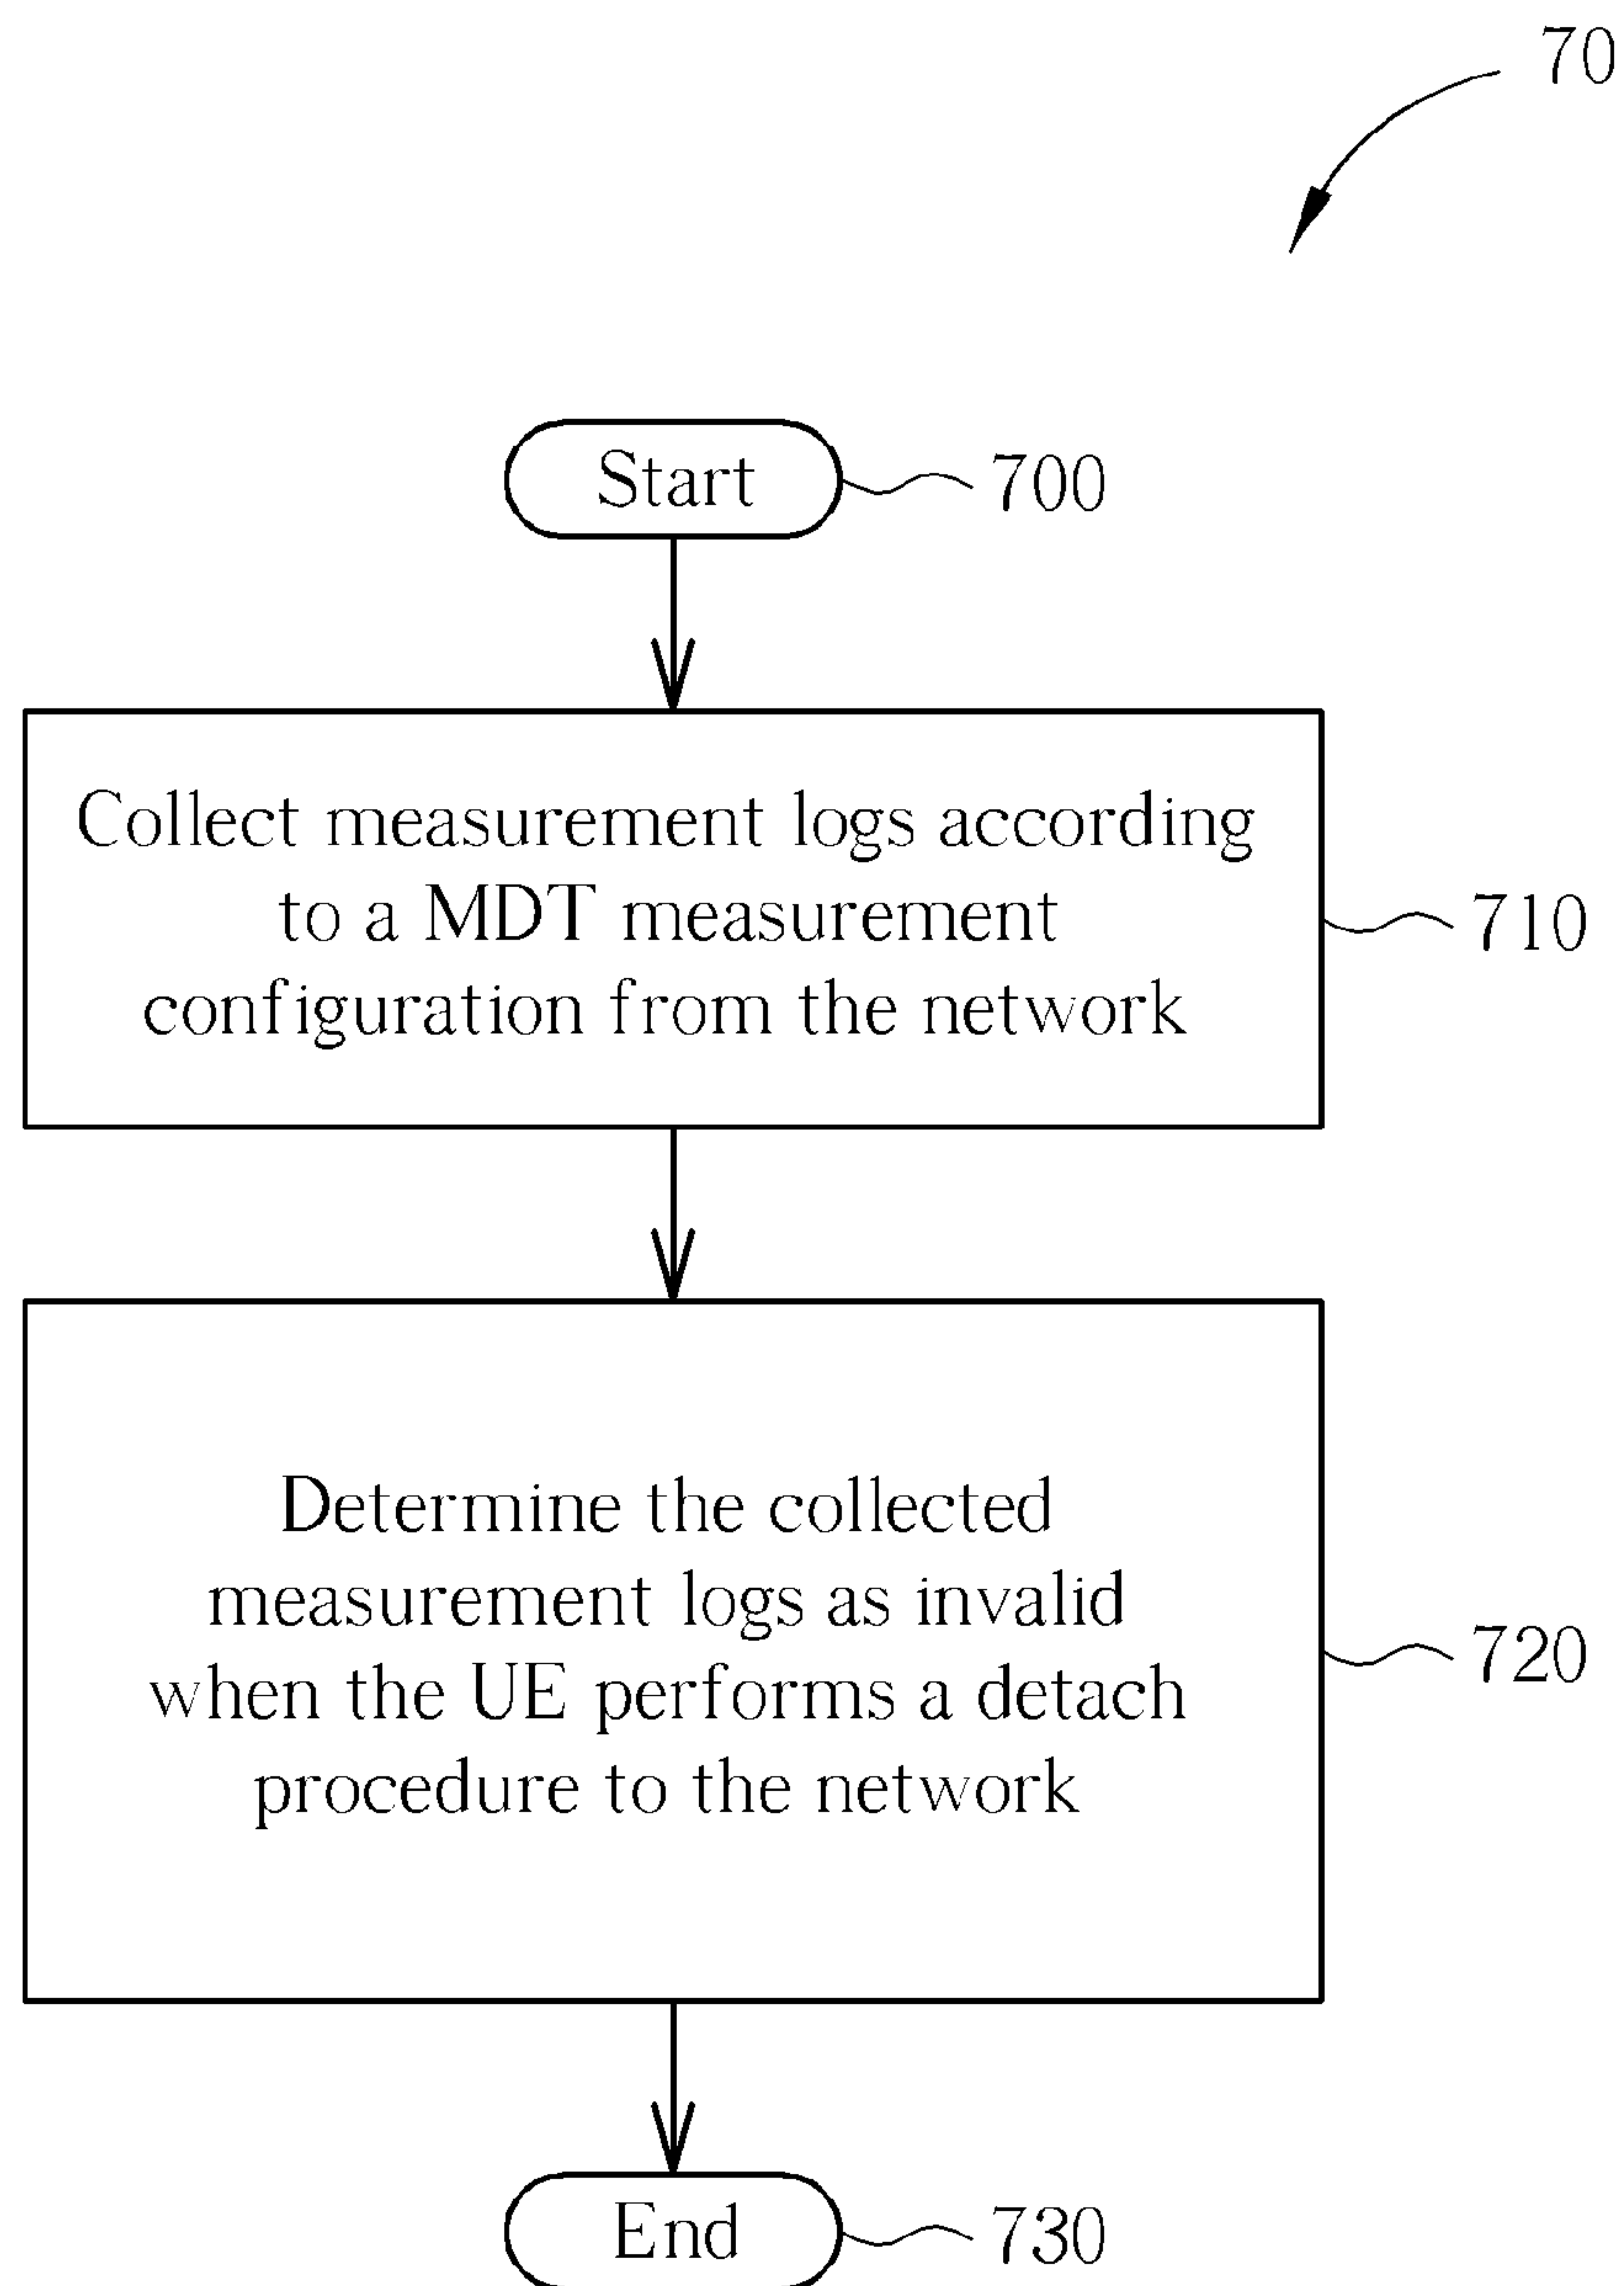 70
Start
700
Collect measurement logs according
to a MDT measurement
configuration from the network
710
Determine the collected
measurement logs as invalid
when the UE performs a detach
procedure to the network
720
End
730